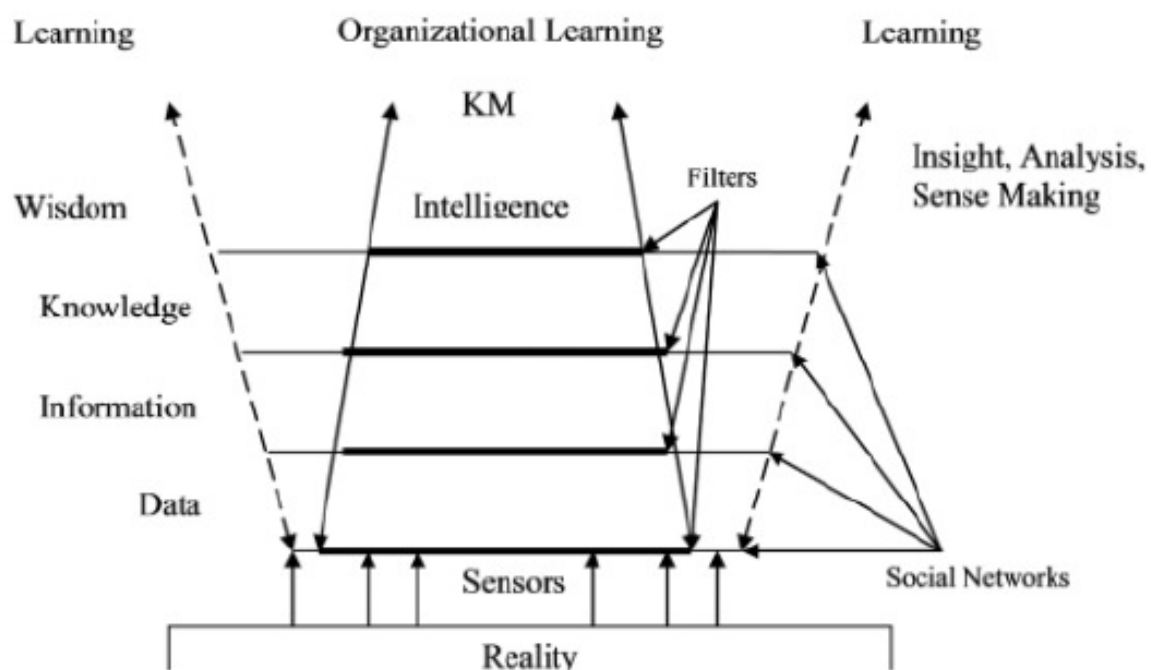 Learning
Organizational Learning
Learning
KM
Insight, Analysis,
Sense Making
Filters
Wisdom
Intelligence
Knowledge
Information
Data
Sensors
Social Networks
Reality